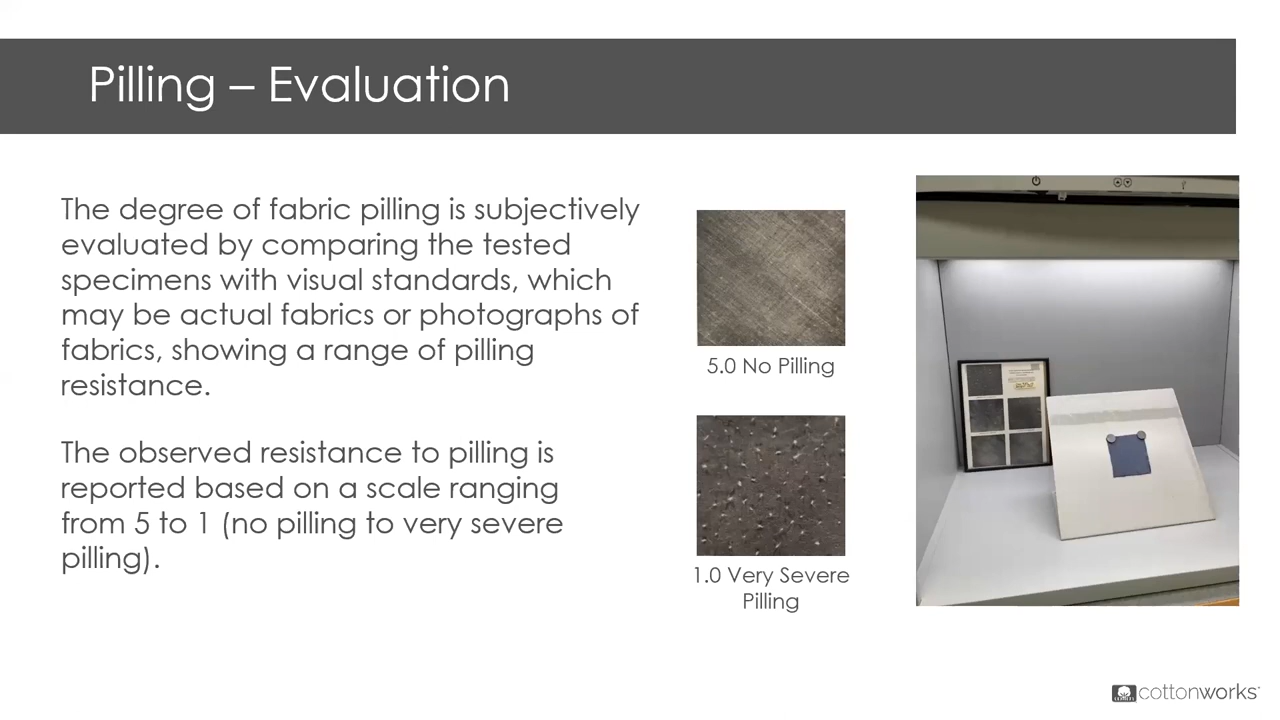 Pilling – Evaluation
The degree of fabric pilling is subjectively
evaluated by comparing the tested
specimens with visual standards, which
may be actual fabrics or photographs of
fabrics, showing a range of pilling
resistance.
The observed resistance to pilling is
reported based on a scale ranging
from 5 to 1 (no pilling to very severe
pilling).
5.0 No Pilling
1.0 Very Severe
Pilling
cottonworks